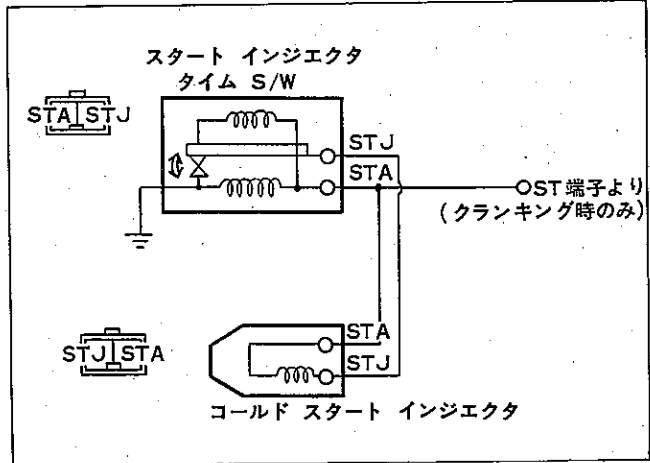 スタート インジェクタ
タイム S/W
STA STJ
STJ
STA
ST端子より
(クランキング時のみ)
STA
STJ
STJ STA
コールド スタート インジェクタ